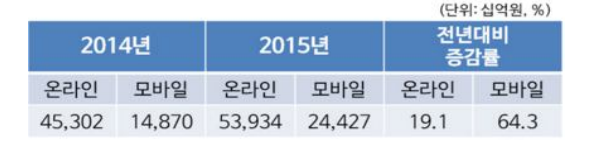 (단위: 십억원, %)
2014년 2015년 전년대비 증감률
온라인 모바일 온라인 모바일 온라인 모바일
45,302 14,870 53,934 24,427 19.1 64.3